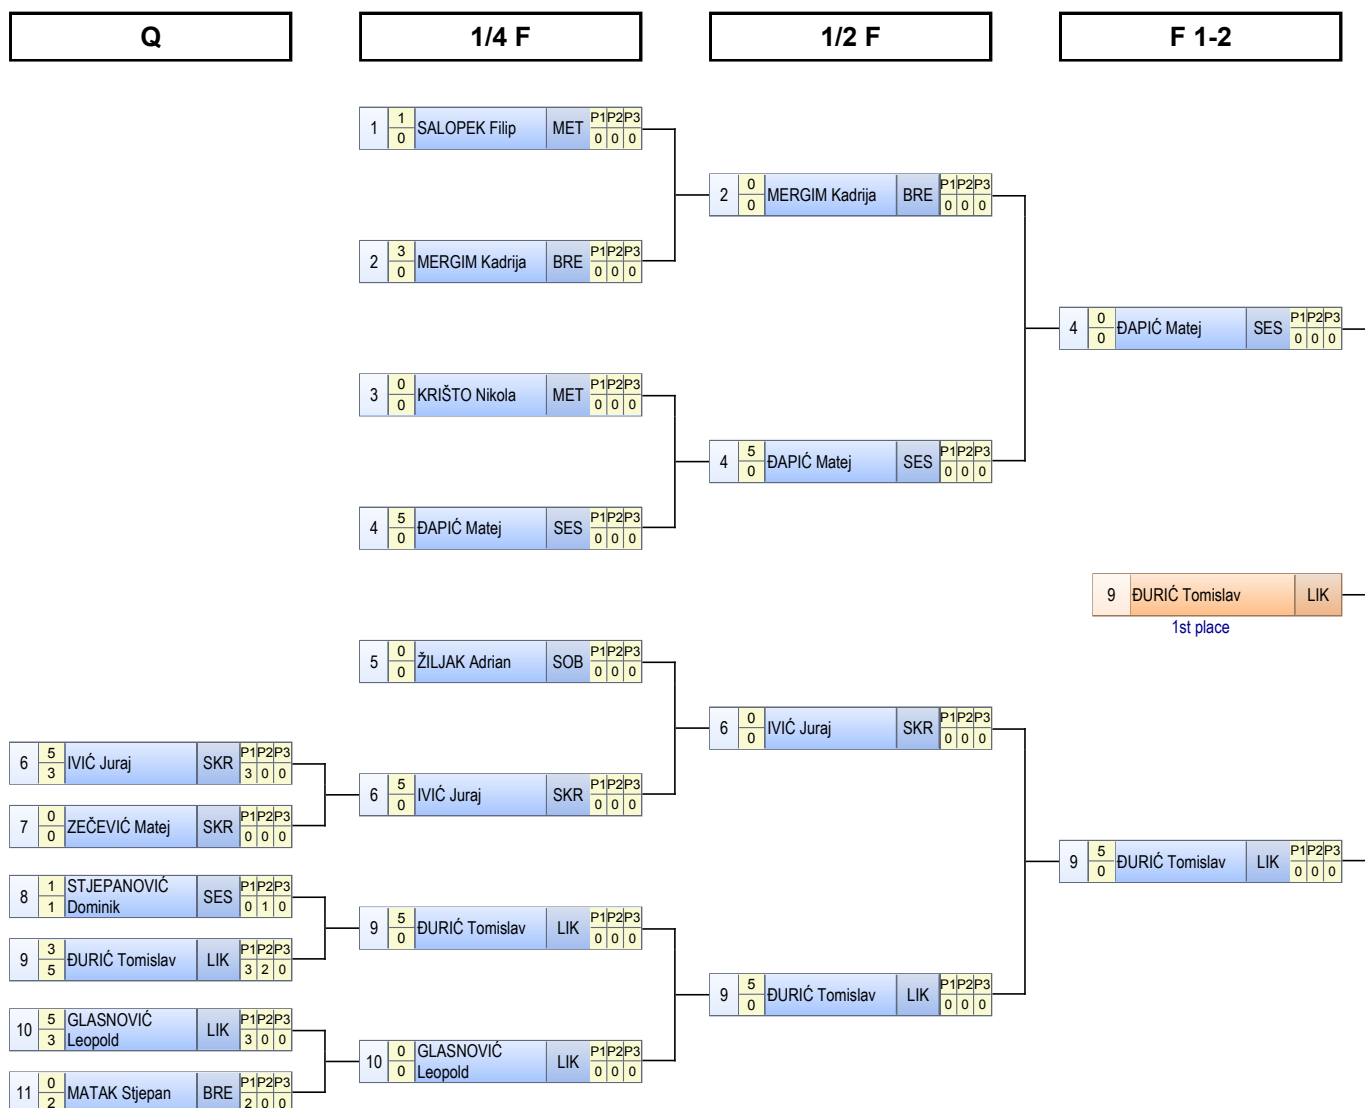 Q 1/4 F 1/2 F F 1-2
1 1 0 SALOPEK Filip MET P1 P2 P3 0 0 0
2 0 0 MERGIM Kadrija BRE P1 P2 P3 0 0 0
2 3 0 MERGIM Kadrija BRE P1 P2 P3 0 0 0
4 0 0 ĐAPIĆ Matej SES P1 P2 P3 0 0 0
3 0 0 KRIŠTO Nikola MET P1 P2 P3 0 0 0
4 5 0 ĐAPIĆ Matej SES P1 P2 P3 0 0 0
4 5 0 ĐAPIĆ Matej SES P1 P2 P3 0 0 0
9 ĐURIĆ Tomislav LIK
1st place
5 0 0 ŽILJAK Adrian SOB P1 P2 P3 0 0 0
6 0 0 IVIĆ Juraj SKR P1 P2 P3 0 0 0
6 5 3 IVIĆ Juraj SKR P1 P2 P3 3 0 0
6 5 0 IVIĆ Juraj SKR P1 P2 P3 0 0 0
7 0 0 ZEČEVIĆ Matej SKR P1 P2 P3 0 0 0
9 5 0 ĐURIĆ Tomislav LIK P1 P2 P3 0 0 0
8 1 1 STJEPANOVIĆ Dominik SES P1 P2 P3 0 1 0
9 5 0 ĐURIĆ Tomislav LIK P1 P2 P3 0 0 0
9 3 5 ĐURIĆ Tomislav LIK P1 P2 P3 3 2 0
9 5 0 ĐURIĆ Tomislav LIK P1 P2 P3 0 0 0
10 5 3 GLASNOVIĆ Leopold LIK P1 P2 P3 3 0 0
10 0 0 GLASNOVIĆ Leopold LIK P1 P2 P3 0 0 0
11 0 2 MATAK Stjepan BRE P1 P2 P3 2 0 0